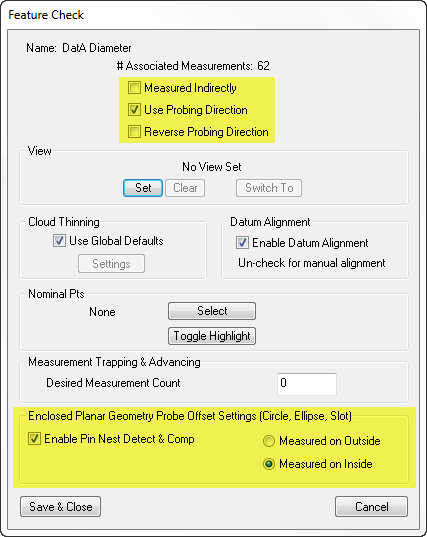 Feature Check
Name: DatA Diameter
# Associated Measurements: 62
Measured Indirectly
Use Probing Direction
Reverse Probing Direction
View
No View Set
Set Clear Switch To
Cloud Thinning
Use Global Defaults
Settings
Datum Alignment
Enable Datum Alignment
Un-check for manual alignment
Nominal Pts
None Select
Toggle Highlight
Measurement Trapping & Advancing
Desired Measurement Count 0
Enclosed Planar Geometry Probe Offset Settings (Circle, Ellipse, Slot)
Enable Pin Nest Detect & Comp Measured on Outside
Measured on Inside
Save & Close Cancel